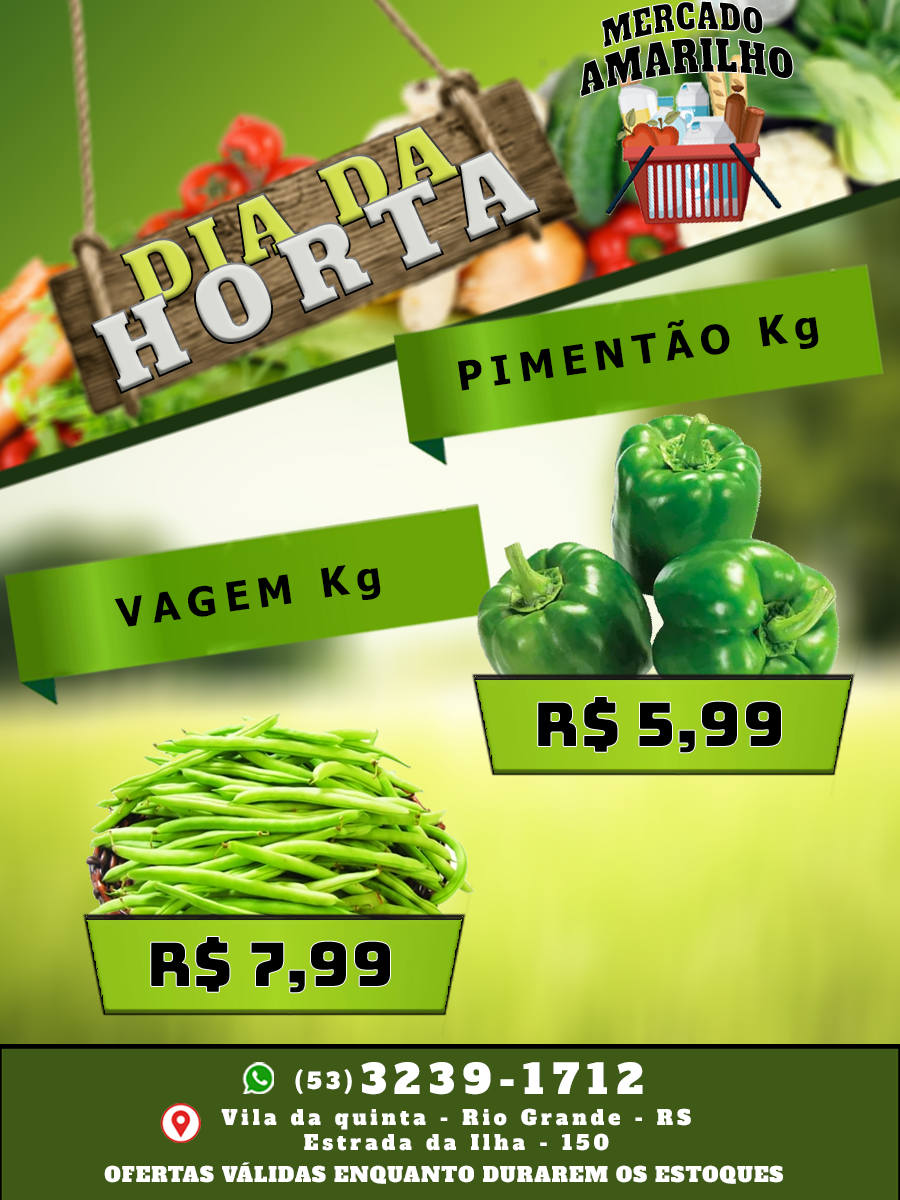 MERCADO
AMARILHO
DIA DA
HORTA
PIMENTÃO Kg
VAGEM Kg
R$ 5,99
R$ 7,99
(53) 3239-1712
Vila da quinta - Rio Grande - RS
Estrada da Ilha - 150
OFERTAS VÁLIDAS ENQUANTO DURAREM OS ESTOQUES